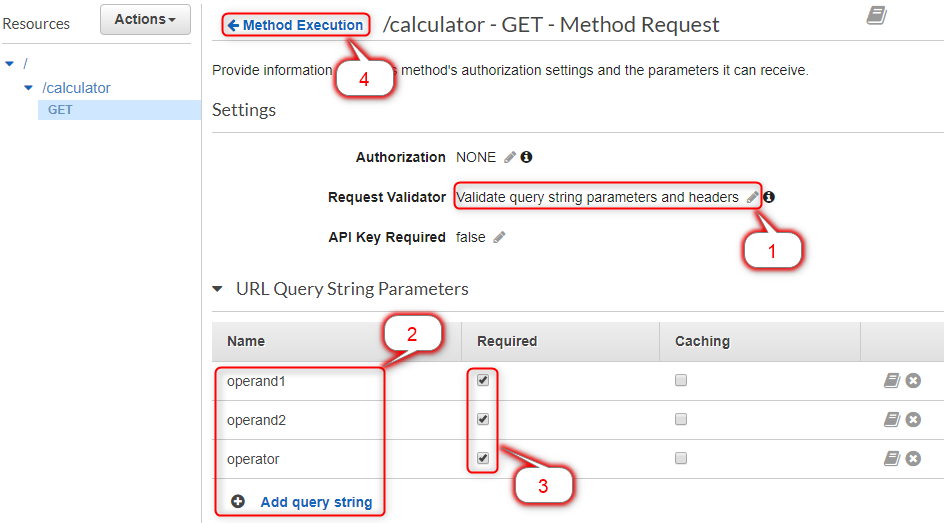 Resources
Actions
/
/calculator
GET
Method Execution
/calculator - GET - Method Request
4
Provide information s method's authorization settings and the parameters it can receive.
Settings
Authorization NONE
Request Validator Validate query string parameters and headers
1
API Key Required false
URL Query String Parameters
2
Name Required Caching
operand1
operand2
operator
3
Add query string